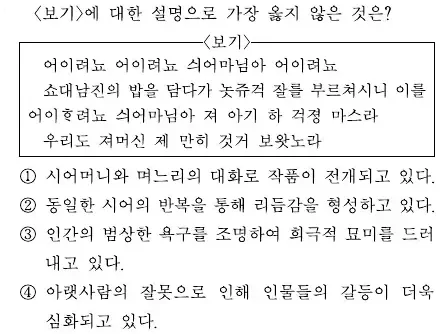 <보기>에 대한 설명으로 가장 옳지 않은 것은?
<보기>
어이려뇨 어이려뇨 싀어마님아 어이려뇨
쇼대남진의 밥을 담다가 놋쥬걱 잘를 부르쳐시니 이를
어이ᄒᆞ려뇨 싀어마님아 져 아기 하 걱졍 마스라
우리도 져머신 제 만히 것거 보왓노라
① 시어머니와 며느리의 대화로 작품이 전개되고 있다.
② 동일한 시어의 반복을 통해 리듬감을 형성하고 있다.
③ 인간의 범상한 욕구를 조명하여 희극적 묘미를 드러
내고 있다.
④ 아랫사람의 잘못으로 인해 인물들의 갈등이 더욱
심화되고 있다.